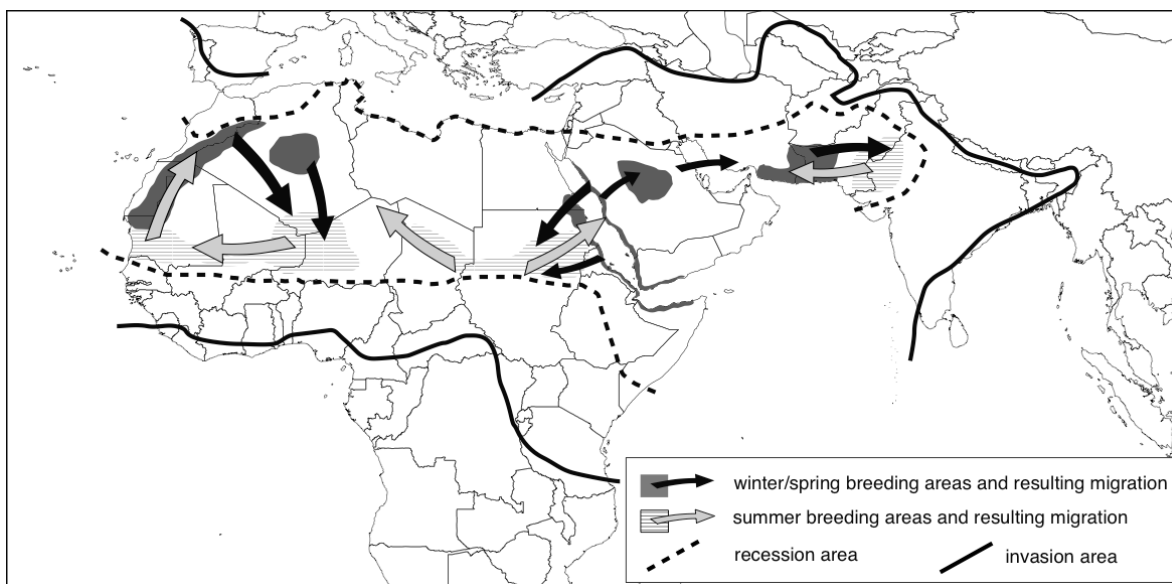 winter/spring breeding areas and resulting migration
summer breeding areas and resulting migration
recession area
invasion area